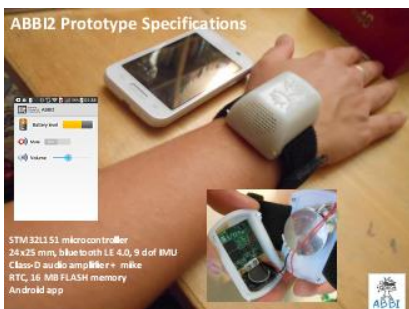 ABBI2 Prototype Specifications
ABBI
Battery level
Volume
STM32L151 microcontroller
24x25 mm, bluetooth LE 4.0, 9 dof IMU
Class-D audio amplifier + mike
RTC, 16 MB FLASH memory
Android app
ABBI